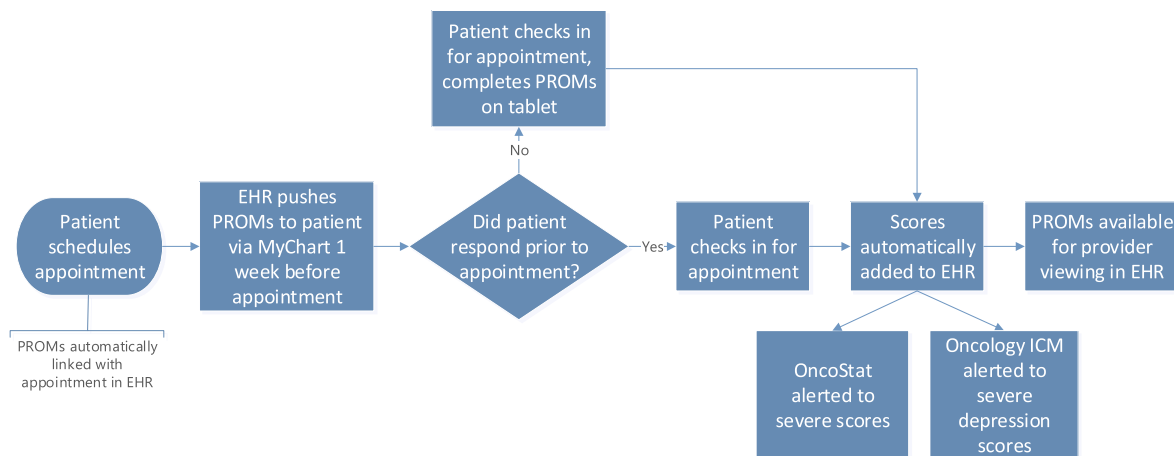 Patient checks in
for appointment,
completes PROMs
on tablet
No
Patient
schedules
appointment
EHR pushes
PROMs to patient
via MyChart 1
week before
appointment
Did patient
respond prior to
appointment?
Yes
Patient
checks in for
appointment
Scores
automatically
added to EHR
PROMs available
for provider
viewing in EHR
PROMs automatically
linked with
appointment in EHR
OncoStat
alerted to
severe scores
Oncology ICM
alerted to
severe
depression
scores